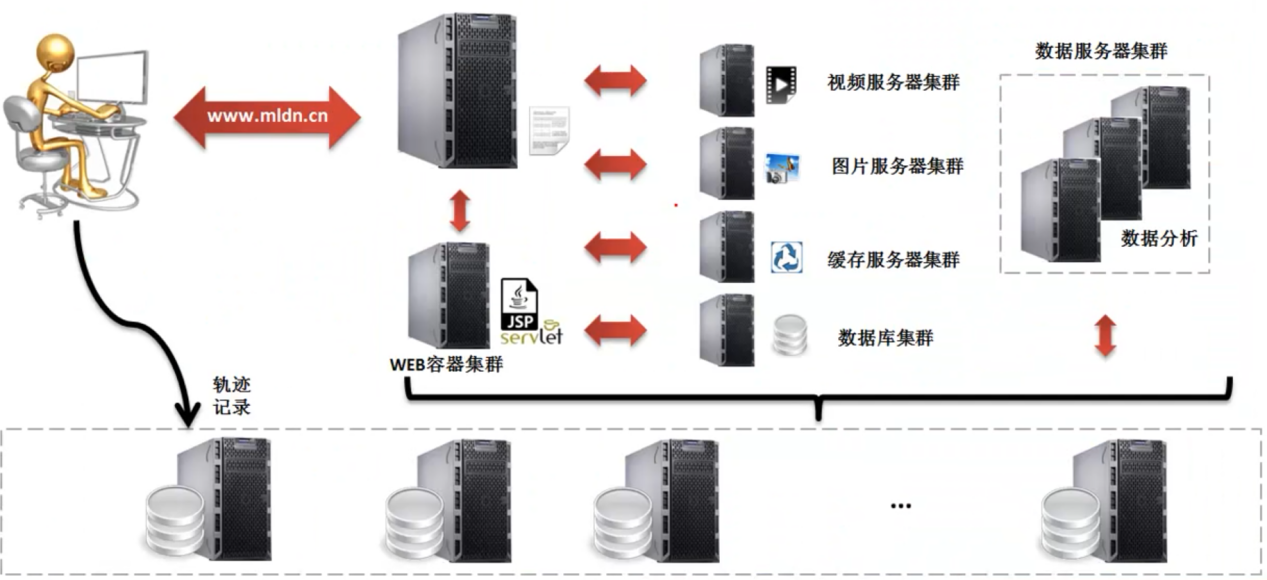 www.mldn.cn
视频服务器集群
图片服务器集群
缓存服务器集群
数据库集群
数据服务器集群
数据分析
JSP
servlet
WEB容器集群
轨迹
记录
...